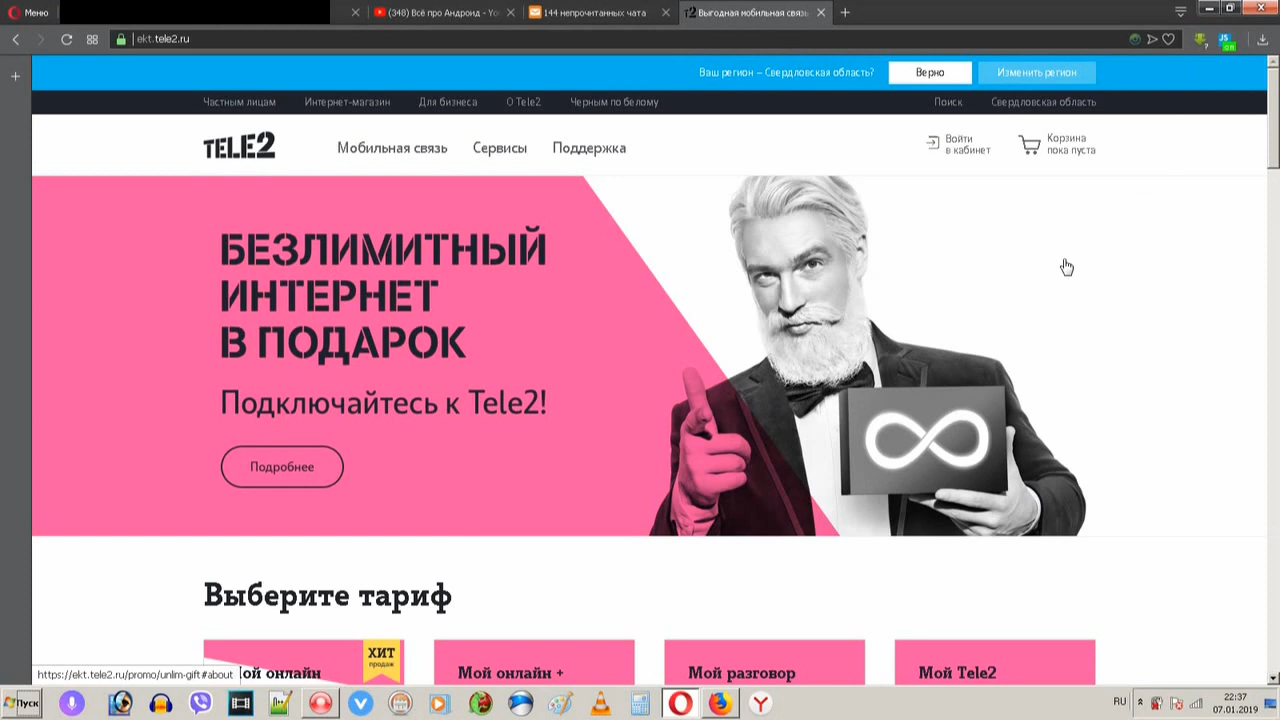 Меню
(348) Всё про Андроид - Yo
144 непрочитанных чата
T2 Выгодная мобильная связь
ekt.tele2.ru
Ваш регион — Свердловская область?
Верно
Изменить регион
Частным лицам
Интернет-магазин
Для бизнеса
О Tele2
Черным по белому
Поиск
Свердловская область
TELE2
Мобильная связь
Сервисы
Поддержка
Войти
в кабинет
Корзина
пока пуста
БЕЗЛИМИТНЫЙ
ИНТЕРНЕТ
В ПОДАРОК
Подключайтесь к Tele2!
Подробнее
Выберите тариф
ХИТ
продаж
ой онлайн
Мой онлайн +
Мой разговор
Мой Tele2
https://ekt.tele2.ru/promo/unlim-gift#about
Пуск
RU
22:37
07.01.2019